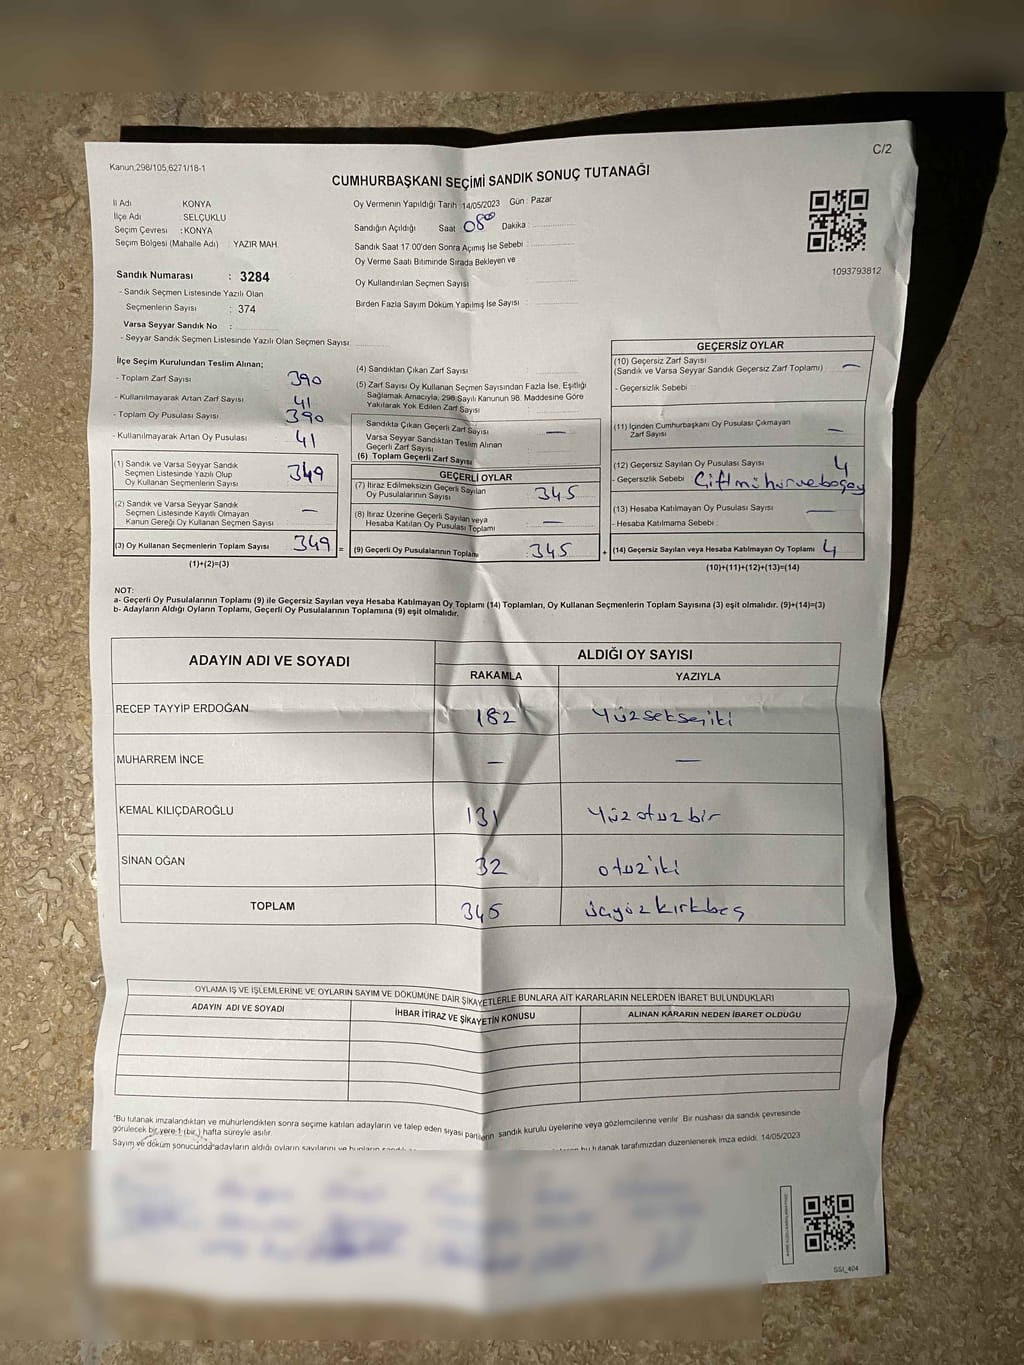 Kanun,298/105,6271/18-1
C/2
CUMHURBAŞKANI SEÇİMİ SANDIK SONUÇ TUTANAĞI
İl Adı KONYA
İlçe Adı : SELÇUKLU
Seçim Çevresi : KONYA
Seçim Bölgesi (Mahalle Adı) : YAZIR MAH.
Sandık Numarası : 3284
- Sandık Seçmen Listesinde Yazılı Olan
Seçmenlerin Sayısı : 374
Varsa Seyyar Sandık No :
- Seyyar Sandık Seçmen Listesinde Yazılı Olan Seçmen Sayısı
Oy Vermenin Yapıldığı Tarih : 14/05/2023 Gün : Pazar
Sandığın Açıldığı Saat 08⁰⁰ Dakika :
Sandık Saat 17:00'den Sonra Açımış İse Sebebi :
Oy Verme Saati Bitiminde Sırada Bekleyen ve
Oy Kullandırılan Seçmen Sayısı
Birden Fazla Sayım Döküm Yapılmış İse Sayısı :
1093793812
İlçe Seçim Kurulundan Teslim Alınan;
- Toplam Zarf Sayısı 390
- Kullanılmayarak Artan Zarf Sayısı 41
- Toplam Oy Pusulası Sayısı 390
- Kullanılmayarak Artan Oy Pusulası 41
(1) Sandık ve Varsa Seyyar Sandık
Seçmen Listesinde Yazılı Olup
Oy Kullanan Seçmenlerin Sayısı 349
(2) Sandık ve Varsa Seyyar Sandık
Seçmen Listesinde Kayıtlı Olmayan
Kanun Gereği Oy Kullanan Seçmen Sayısı —
(3) Oy Kullanan Seçmenlerin Toplam Sayısı 349 =
(1)+(2)=(3)
(4) Sandıktan Çıkan Zarf Sayısı :
(5) Zarf Sayısı Oy Kullanan Seçmen Sayısından Fazla İse, Eşitliği
Sağlamak Amacıyla, 298 Sayılı Kanunun 98. Maddesine Göre
Yakılarak Yok Edilen Zarf Sayısı :
Sandıkta Çıkan Geçerli Zarf Sayısı —
Varsa Seyyar Sandıktan Teslim Alınan
Geçerli Zarf Sayısı
(6) Toplam Geçerli Zarf Sayısı
GEÇERLİ OYLAR
(7) İtiraz Edilmeksizin Geçerli Sayılan
Oy Pusulalarının Sayısı 345
(8) İtiraz Üzerine Geçerli Sayılan veya
Hesaba Katılan Oy Pusulası Toplamı —
(9) Geçerli Oy Pusulalarının Toplamı : 345 +
GEÇERSİZ OYLAR
(10) Geçersiz Zarf Sayısı
(Sandık ve Varsa Seyyar Sandık Geçersiz Zarf Toplamı) —
- Geçersizlik Sebebi
(11) İçinden Cumhurbaşkanı Oy Pusulası Çıkmayan
Zarf Sayısı —
(12) Geçersiz Sayılan Oy Pusulası Sayısı 4
- Geçersizlik Sebebi Çift mühür ve boş oy
(13) Hesaba Katılmayan Oy Pusulası Sayısı —
- Hesaba Katılmama Sebebi :
(14) Geçersiz Sayılan veya Hesaba Katılmayan Oy Toplamı 4
(10)+(11)+(12)+(13)=(14)
NOT:
a- Geçerli Oy Pusulalarının Toplamı (9) ile Geçersiz Sayılan veya Hesaba Katılmayan Oy Toplamı (14) Toplamları, Oy Kullanan Seçmenlerin Toplam Sayısına (3) eşit olmalıdır. (9)+(14)=(3)
b- Adayların Aldığı Oyların Toplamı, Geçerli Oy Pusulalarının Toplamına (9) eşit olmalıdır.
ADAYIN ADI VE SOYADI ALDIĞI OY SAYISI
RAKAMLA YAZIYLA
RECEP TAYYİP ERDOĞAN 182 Yüzsekseniki
MUHARREM İNCE — —
KEMAL KILIÇDAROĞLU 131 Yüzotuzbir
SİNAN OĞAN 32 otuziki
TOPLAM 345 üçyüzkırkbeş
OYLAMA İŞ VE İŞLEMLERİNE VE OYLARIN SAYIM VE DÖKÜMÜNE DAİR ŞİKAYETLERLE BUNLARA AİT KARARLARIN NELERDEN İBARET BULUNDUKLARI
ADAYIN ADI VE SOYADI İHBAR İTİRAZ VE ŞİKAYETİN KONUSU ALINAN KARARIN NEDEN İBARET OLDUĞU
*Bu tutanak imzalandıktan ve mühürlendikten sonra seçime katılan adayların ve talep eden siyasi partilerin sandık kurulu üyelerine veya gözlemcilerine verilir. Bir nüshası da sandık çevresinde
görülecek bir yere 1 (bir ) hafta süreyle asılır.
Sayım ve döküm sonucunda adayların aldığı oyların sayılarını ve bunların bu tutanak tarafımızdan düzenlenerek imza edildi. 14/05/2023
SSI_404